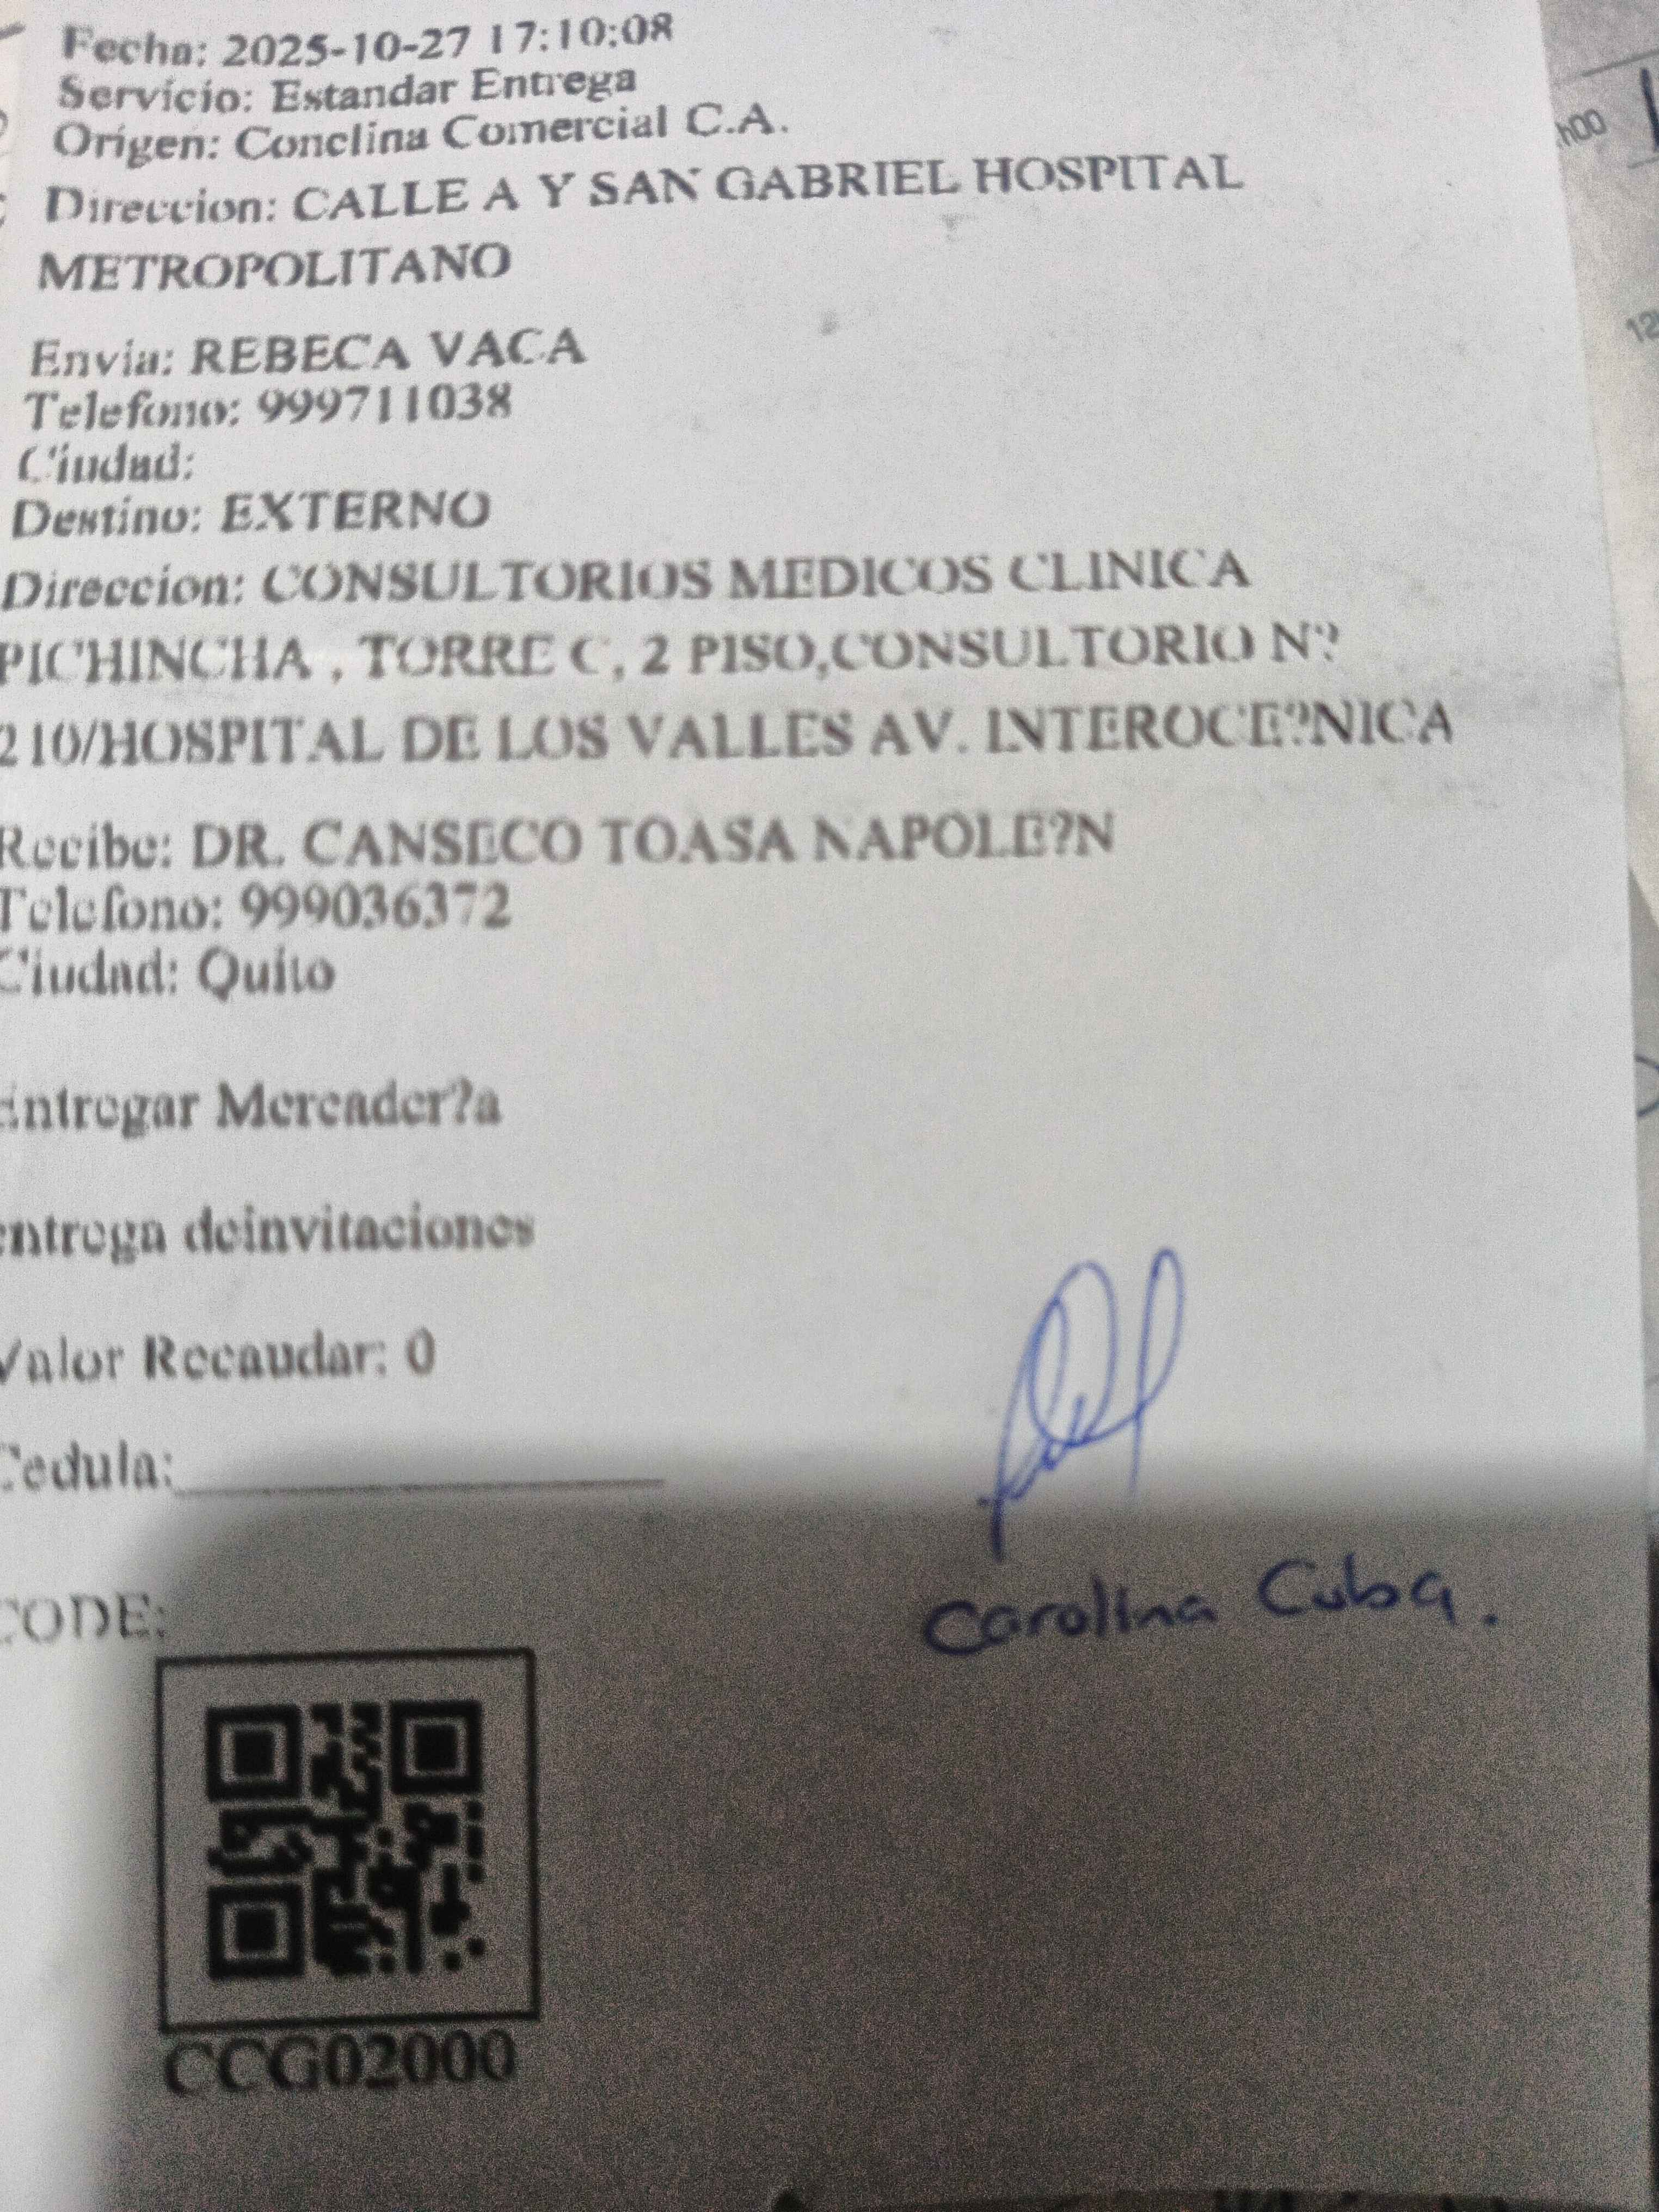 Fecha: 2025-10-27 17:10:08
Servicio: Estandar Entrega
Origen: Conclina Comercial C.A.
Direccion: CALLE A Y SAN GABRIEL HOSPITAL
METROPOLITANO
Envia: REBECA VACA
Telefono: 999711038
Ciudad:
Destino: EXTERNO
Direccion: CONSULTORIOS MEDICOS CLINICA
PICHINCHA , TORRE C, 2 PISO,CONSULTORIO N?
210/HOSPITAL DE LOS VALLES AV. INTEROCE?NICA
Recibe: DR. CANSECO TOASA NAPOLE?N
Telefono: 999036372
Ciudad: Quito
Entregar Mercader?a
entrega deinvitaciones
Valor Recaudar: 0
Cedula:
Carolina Cuba.
CODE:
CCG02000